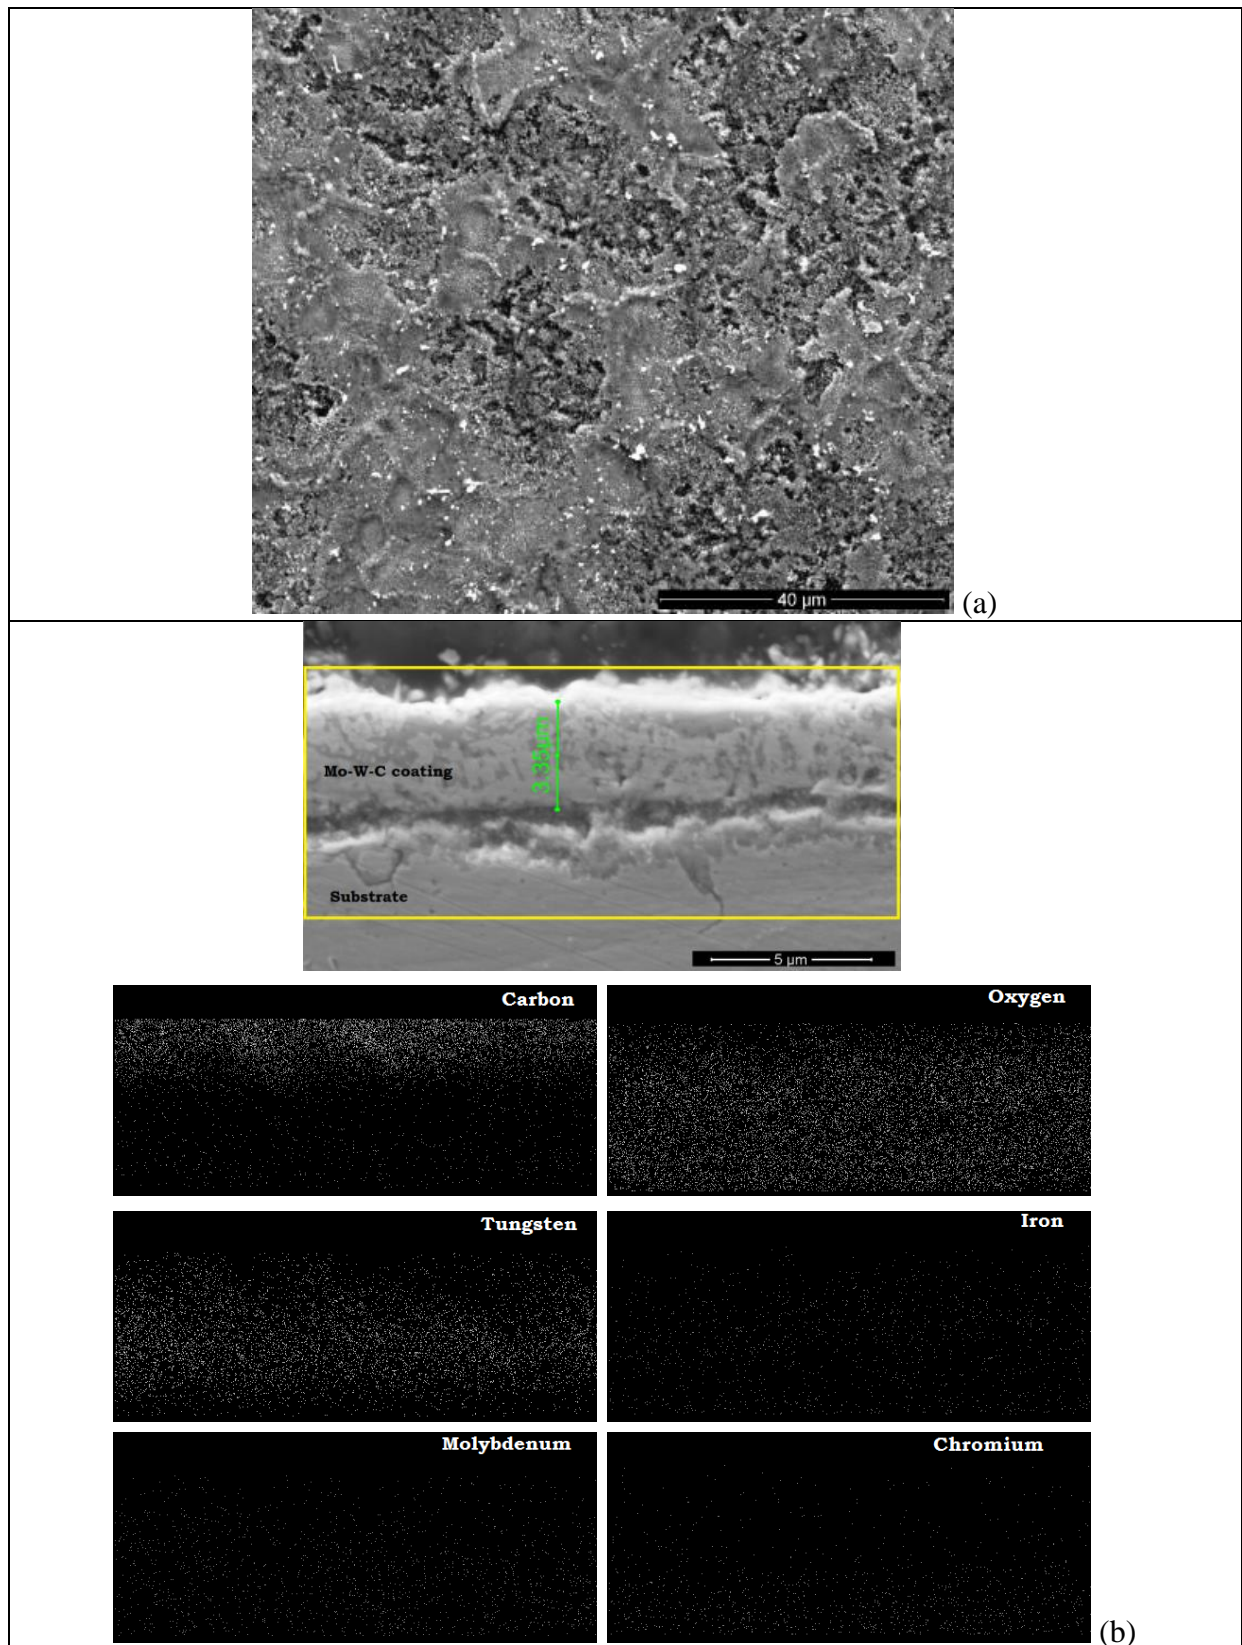 40 µm
(a)
3.35µm
Mo-W-C coating
Substrate
5 µm
Carbon
Oxygen
Tungsten
Iron
Molybdenum
Chromium
(b)